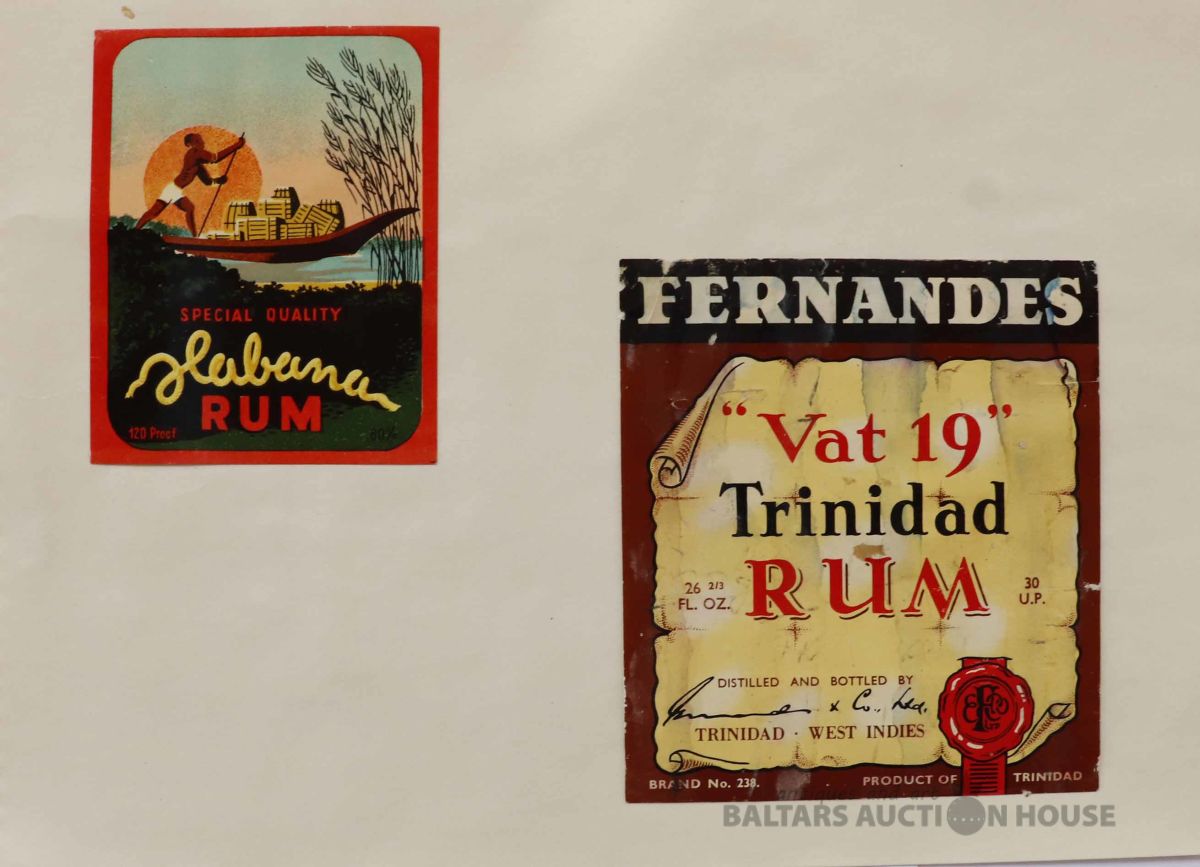 SPECIAL QUALITY
Habana
RUM
120 Proof
FERNANDES
"Vat 19"
Trinidad
RUM
26 2/3
FL. OZ.
30
U.P.
DISTILLED AND BOTTLED BY
& Co., Ltd.
TRINIDAD · WEST INDIES
BRAND No. 238.
PRODUCT OF TRINIDAD
BALTARS AUCTION HOUSE